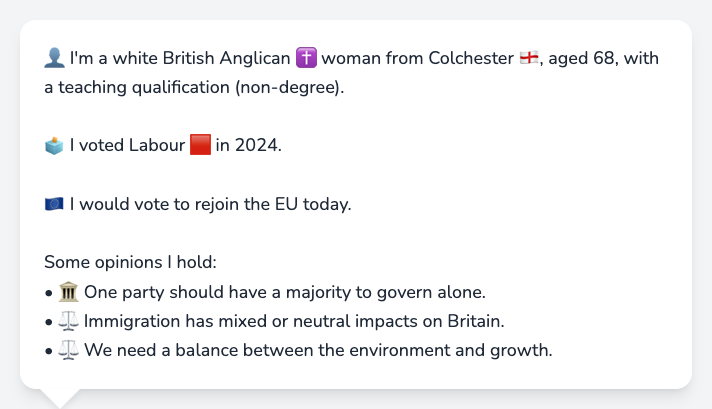 👤 I'm a white British Anglican ✝️ woman from Colchester 🏴󠁧󠁢󠁥󠁮󠁧󠁿, aged 68, with
a teaching qualification (non-degree).
🗳️ I voted Labour 🟥 in 2024.
🇪🇺 I would vote to rejoin the EU today.
Some opinions I hold:
• 🏛️ One party should have a majority to govern alone.
• ⚖️ Immigration has mixed or neutral impacts on Britain.
• ⚖️ We need a balance between the environment and growth.